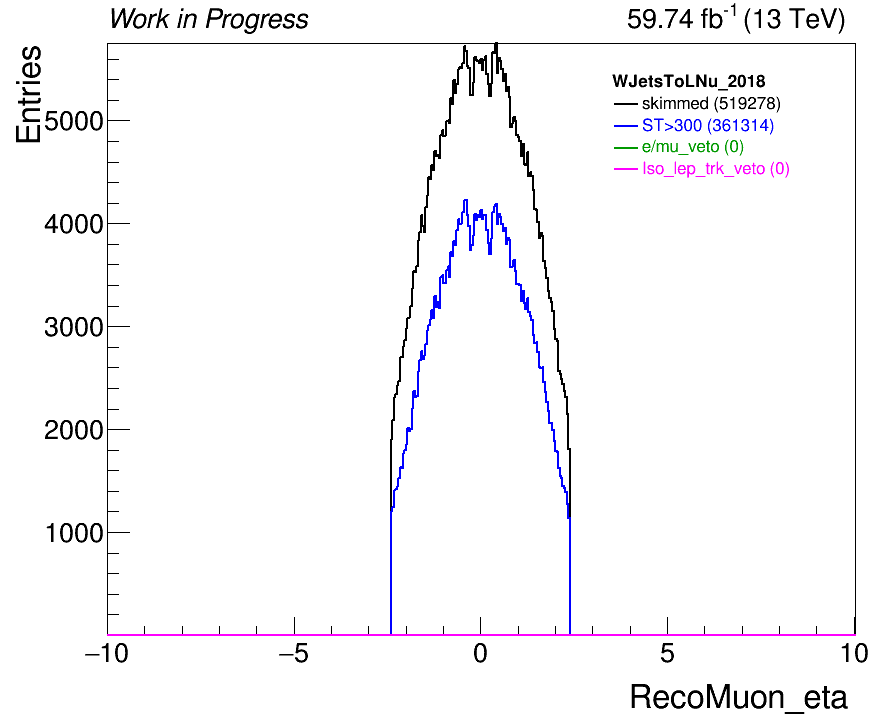 Work in Progress
59.74 fb-1 (13 TeV)
Entries
5000
4000
3000
2000
1000
WJetsToLNu_2018
skimmed (519278)
ST>300 (361314)
e/mu_veto (0)
Iso_lep_trk_veto (0)
−10 −5 0 5 10
RecoMuon_eta